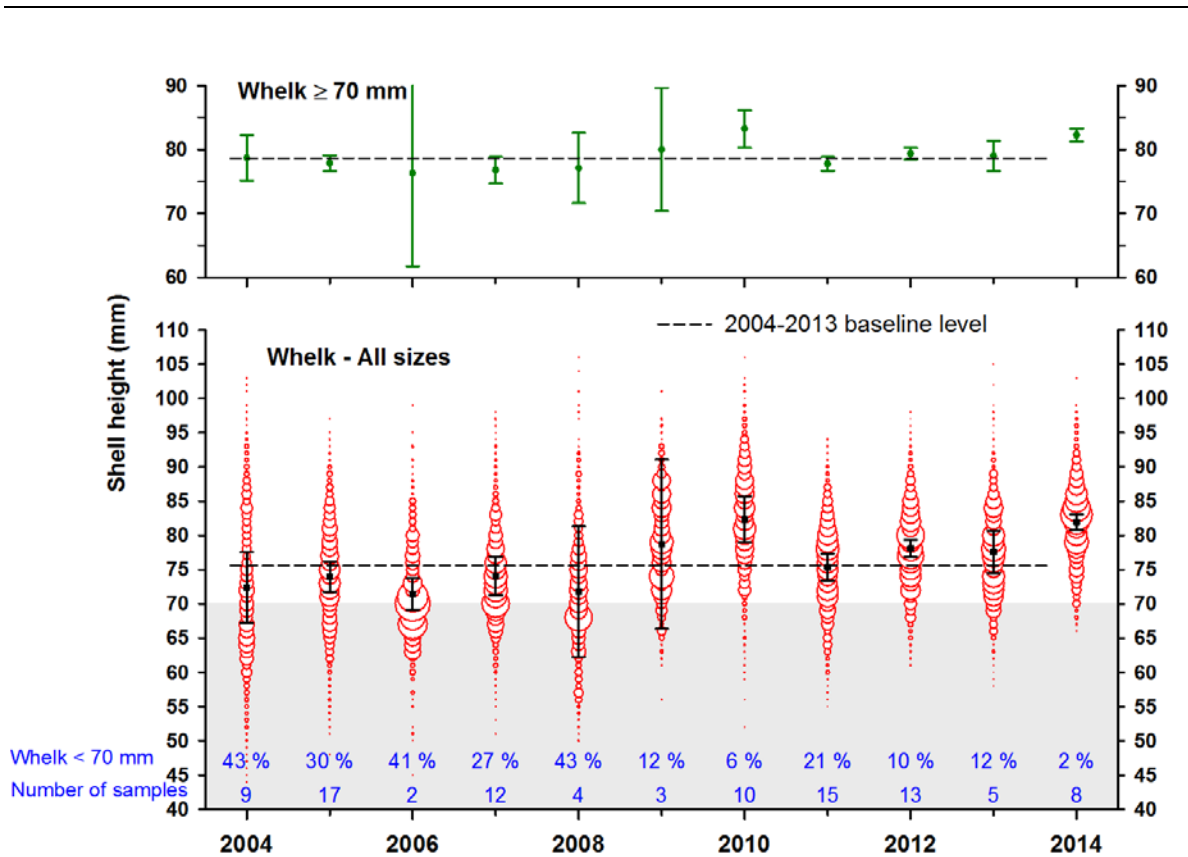 Whelk ≥ 70 mm
90 90
80 80
70 70
60 60
Shell height (mm)
---- 2004-2013 baseline level
Whelk - All sizes
110 110
105 105
100 100
95 95
90 90
85 85
80 80
75 75
70 70
65 65
60 60
55 55
50 50
Whelk < 70 mm 43 % 30 % 41 % 27 % 43 % 12 % 6 % 21 % 10 % 12 % 2 %
45 45
Number of samples 9 17 2 12 4 3 10 15 13 5 8
40 40
2004 2006 2008 2010 2012 2014